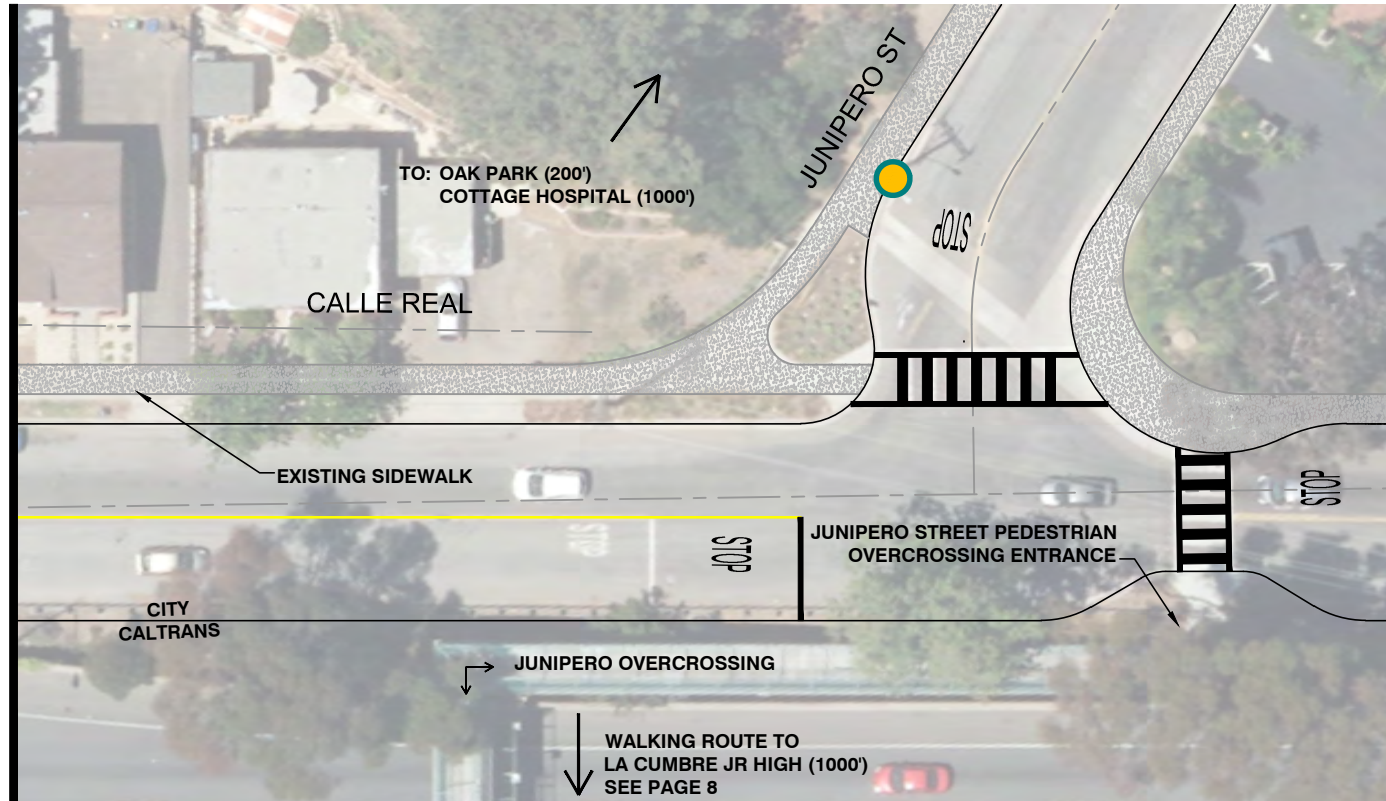 JUNIPERO ST
TO: OAK PARK (200')
COTTAGE HOSPITAL (1000')
STOP
CALLE REAL
EXISTING SIDEWALK
STOP
STOP
STOP
JUNIPERO STREET PEDESTRIAN
OVERCROSSING ENTRANCE
CITY
CALTRANS
JUNIPERO OVERCROSSING
WALKING ROUTE TO
LA CUMBRE JR HIGH (1000')
SEE PAGE 8